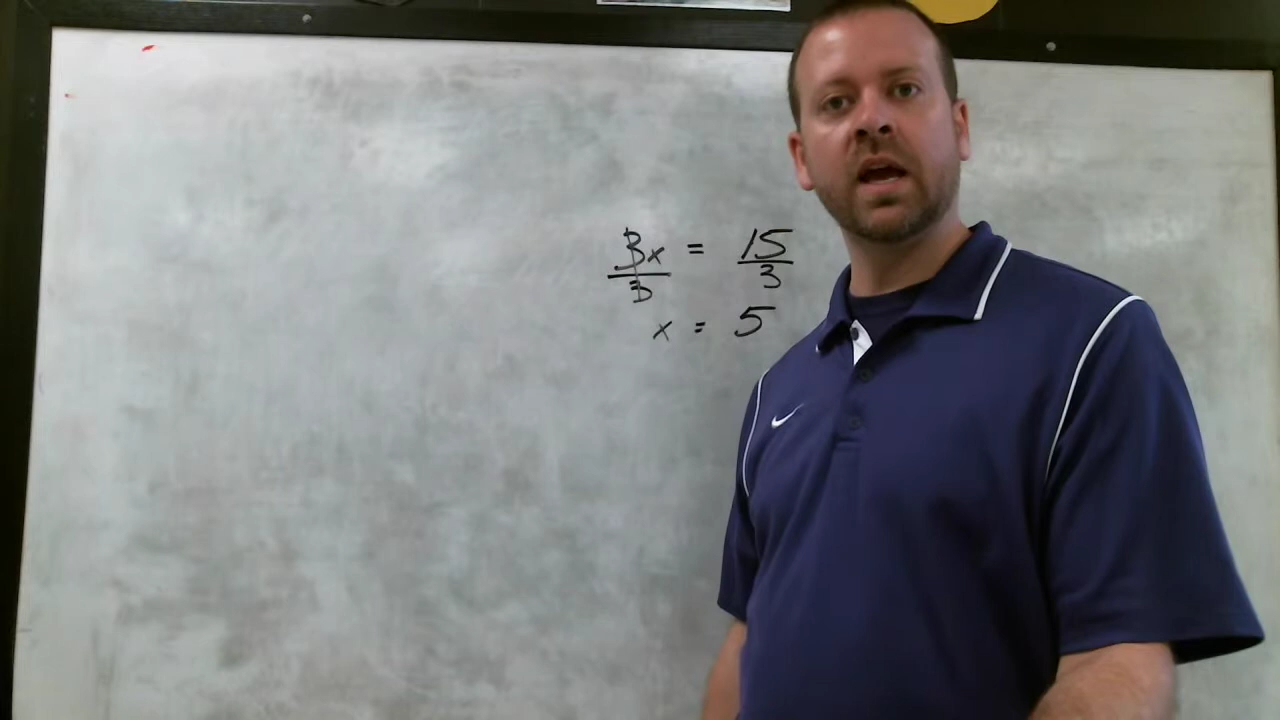 3x = 15
3 3
x = 5